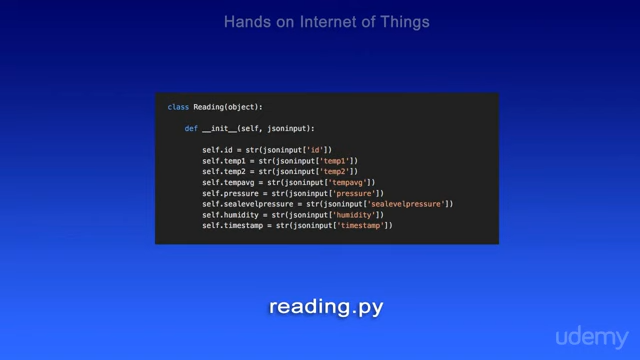 Hands on Internet of Things
class Reading(object):
def __init__(self, jsoninput):
self.id = str(jsoninput['id'])
self.temp1 = str(jsoninput['temp1'])
self.temp2 = str(jsoninput['temp2'])
self.tempavg = str(jsoninput['tempavg'])
self.pressure = str(jsoninput['pressure'])
self.sealevelpressure = str(jsoninput['sealevelpressure'])
self.humidity = str(jsoninput['humidity'])
self.timestamp = str(jsoninput['timestamp'])
reading.py
udemy